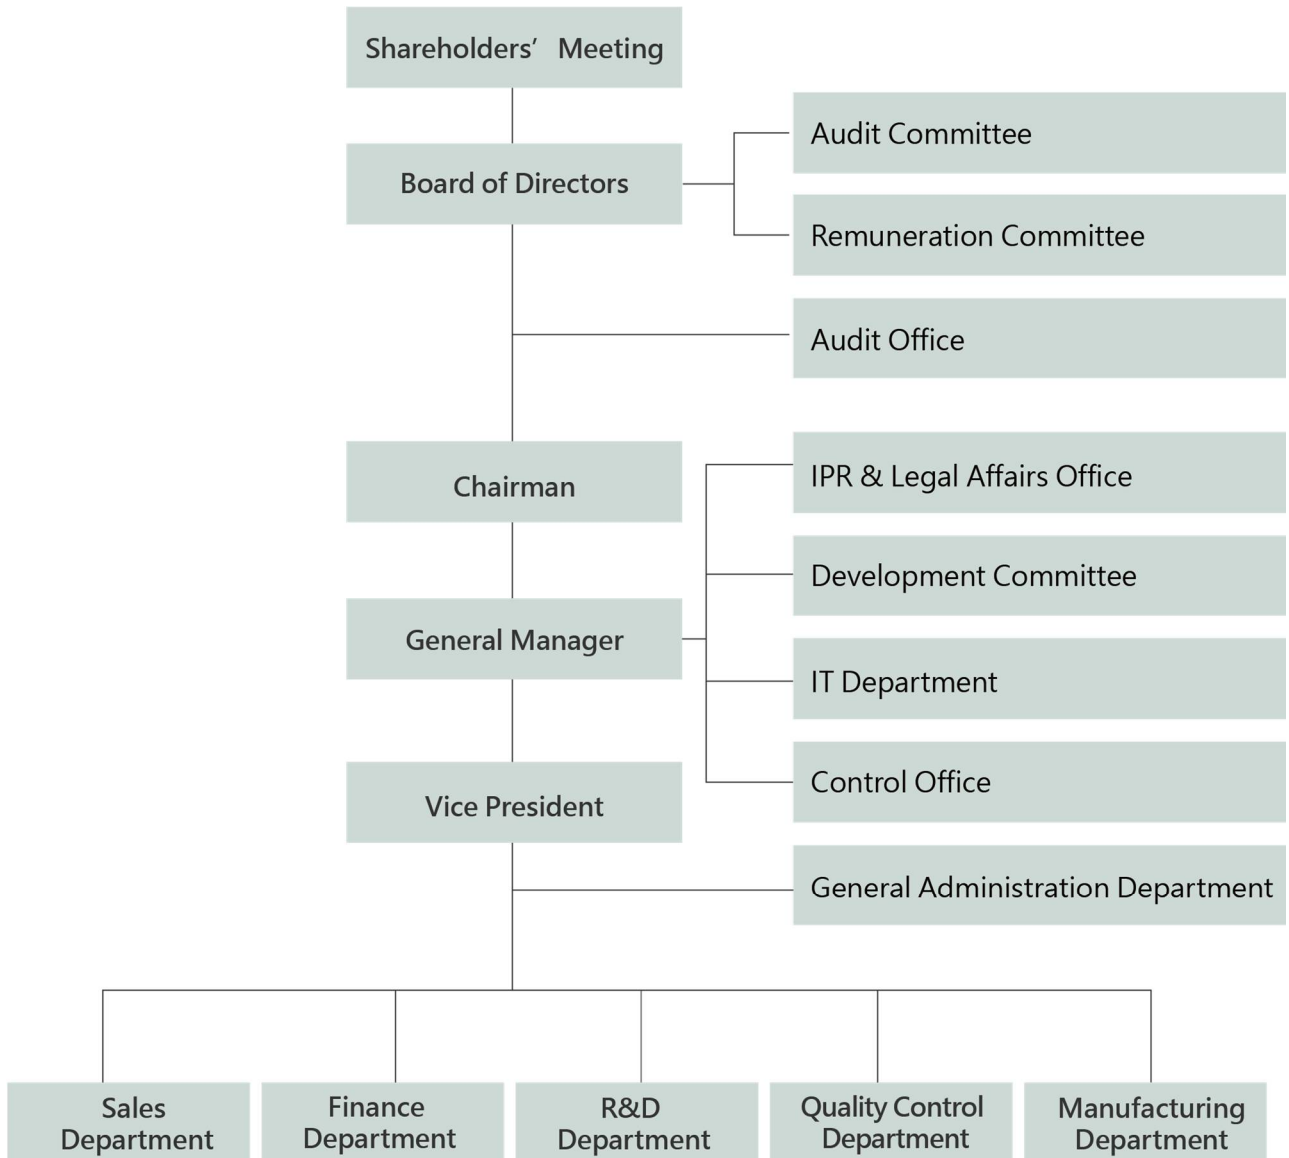 Shareholders’ Meeting
Audit Committee
Board of Directors
Remuneration Committee
Audit Office
Chairman
IPR & Legal Affairs Office
Development Committee
General Manager
IT Department
Control Office
Vice President
General Administration Department
Sales
Department
Finance
Department
R&D
Department
Quality Control
Department
Manufacturing
Department